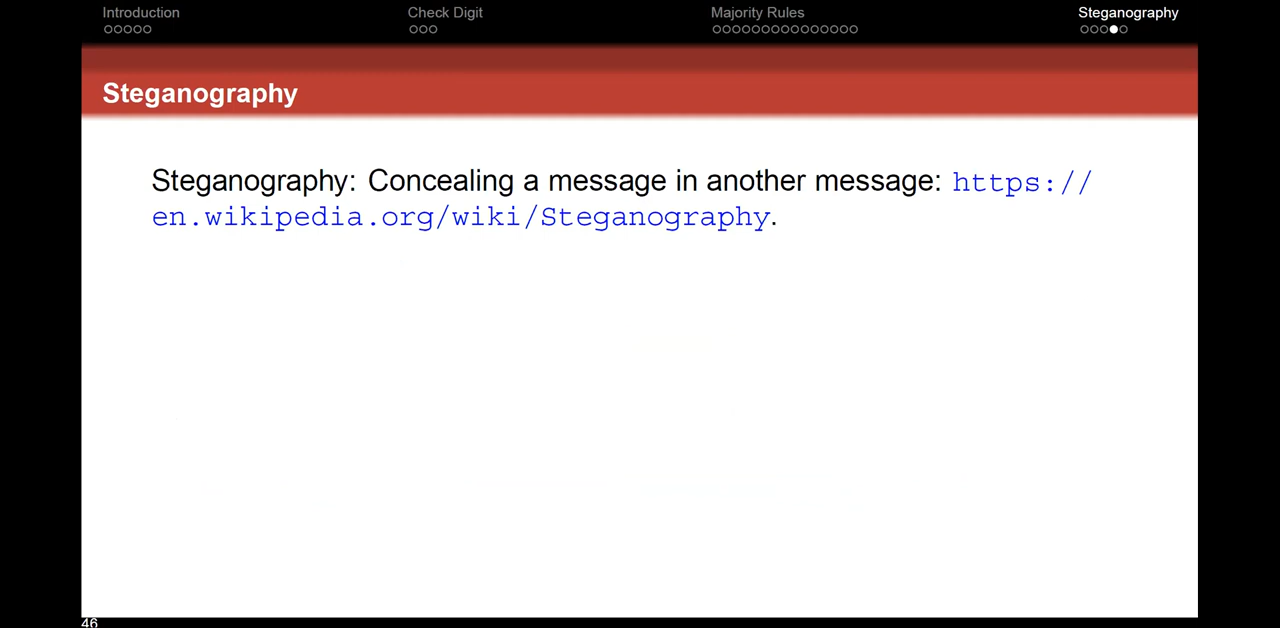 Introduction Check Digit Majority Rules Steganography
Steganography
Steganography: Concealing a message in another message: https://
en.wikipedia.org/wiki/Steganography.
46